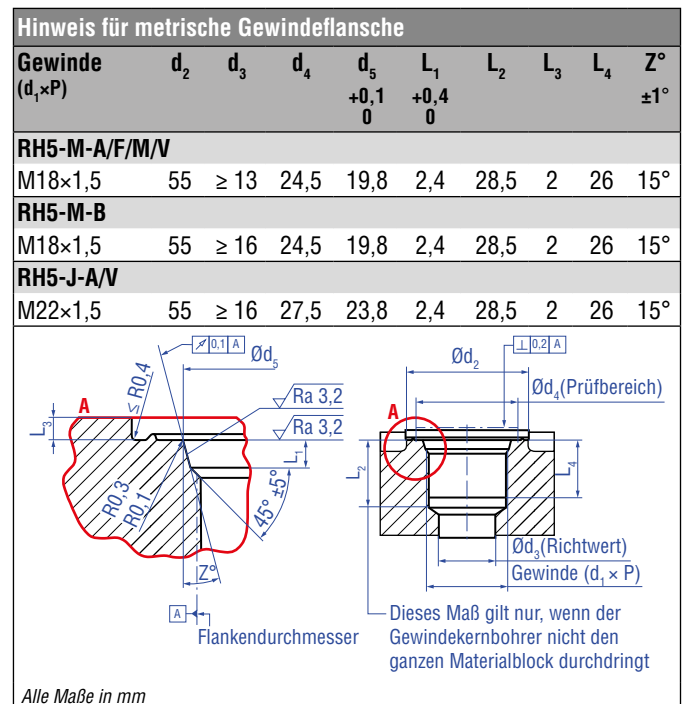 Hinweis für metrische Gewindeflansche
Gewinde (d₁×P) d₂ d₃ d₄ d₅ +0,1 0 L₁ +0,4 0 L₂ L₃ L₄ Z° ±1°
RH5-M-A/F/M/V
M18×1,5 55 ≥ 13 24,5 19,8 2,4 28,5 2 26 15°
RH5-M-B
M18×1,5 55 ≥ 16 24,5 19,8 2,4 28,5 2 26 15°
RH5-J-A/V
M22×1,5 55 ≥ 16 27,5 23,8 2,4 28,5 2 26 15°
0,1 A
Ød₅
≤ R0,4
A
L₃
Ra 3,2
Ra 3,2
L₁
R0,3
R0,1
45° ±5°
Z°
A
Flankendurchmesser
⊥ 0,2 A
Ød₂
Ød₄(Prüfbereich)
A
L₂
L₄
Ød₃(Richtwert)
Gewinde (d₁ × P)
Dieses Maß gilt nur, wenn der
Gewindekernbohrer nicht den
ganzen Materialblock durchdringt
Alle Maße in mm